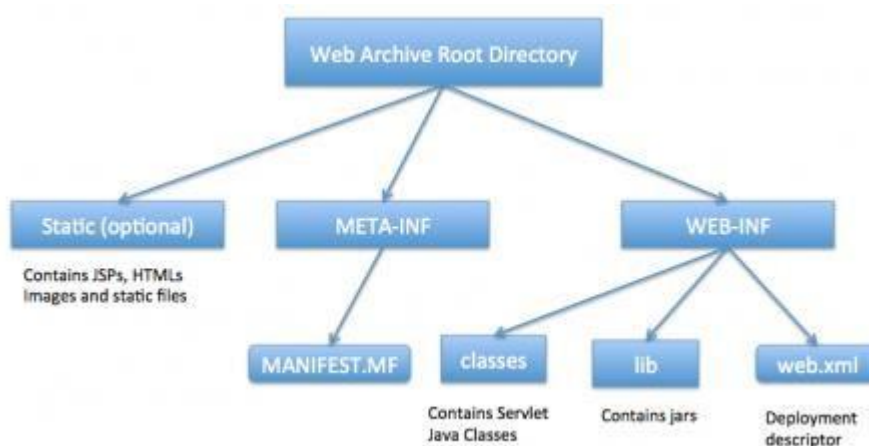 Web Archive Root Directory
Static (optional)
META-INF
WEB-INF
Contains JSPs, HTMLs
Images and static files
MANIFEST.MF
classes
lib
web.xml
Contains Servlet
Java Classes
Contains jars
Deployment
descriptor